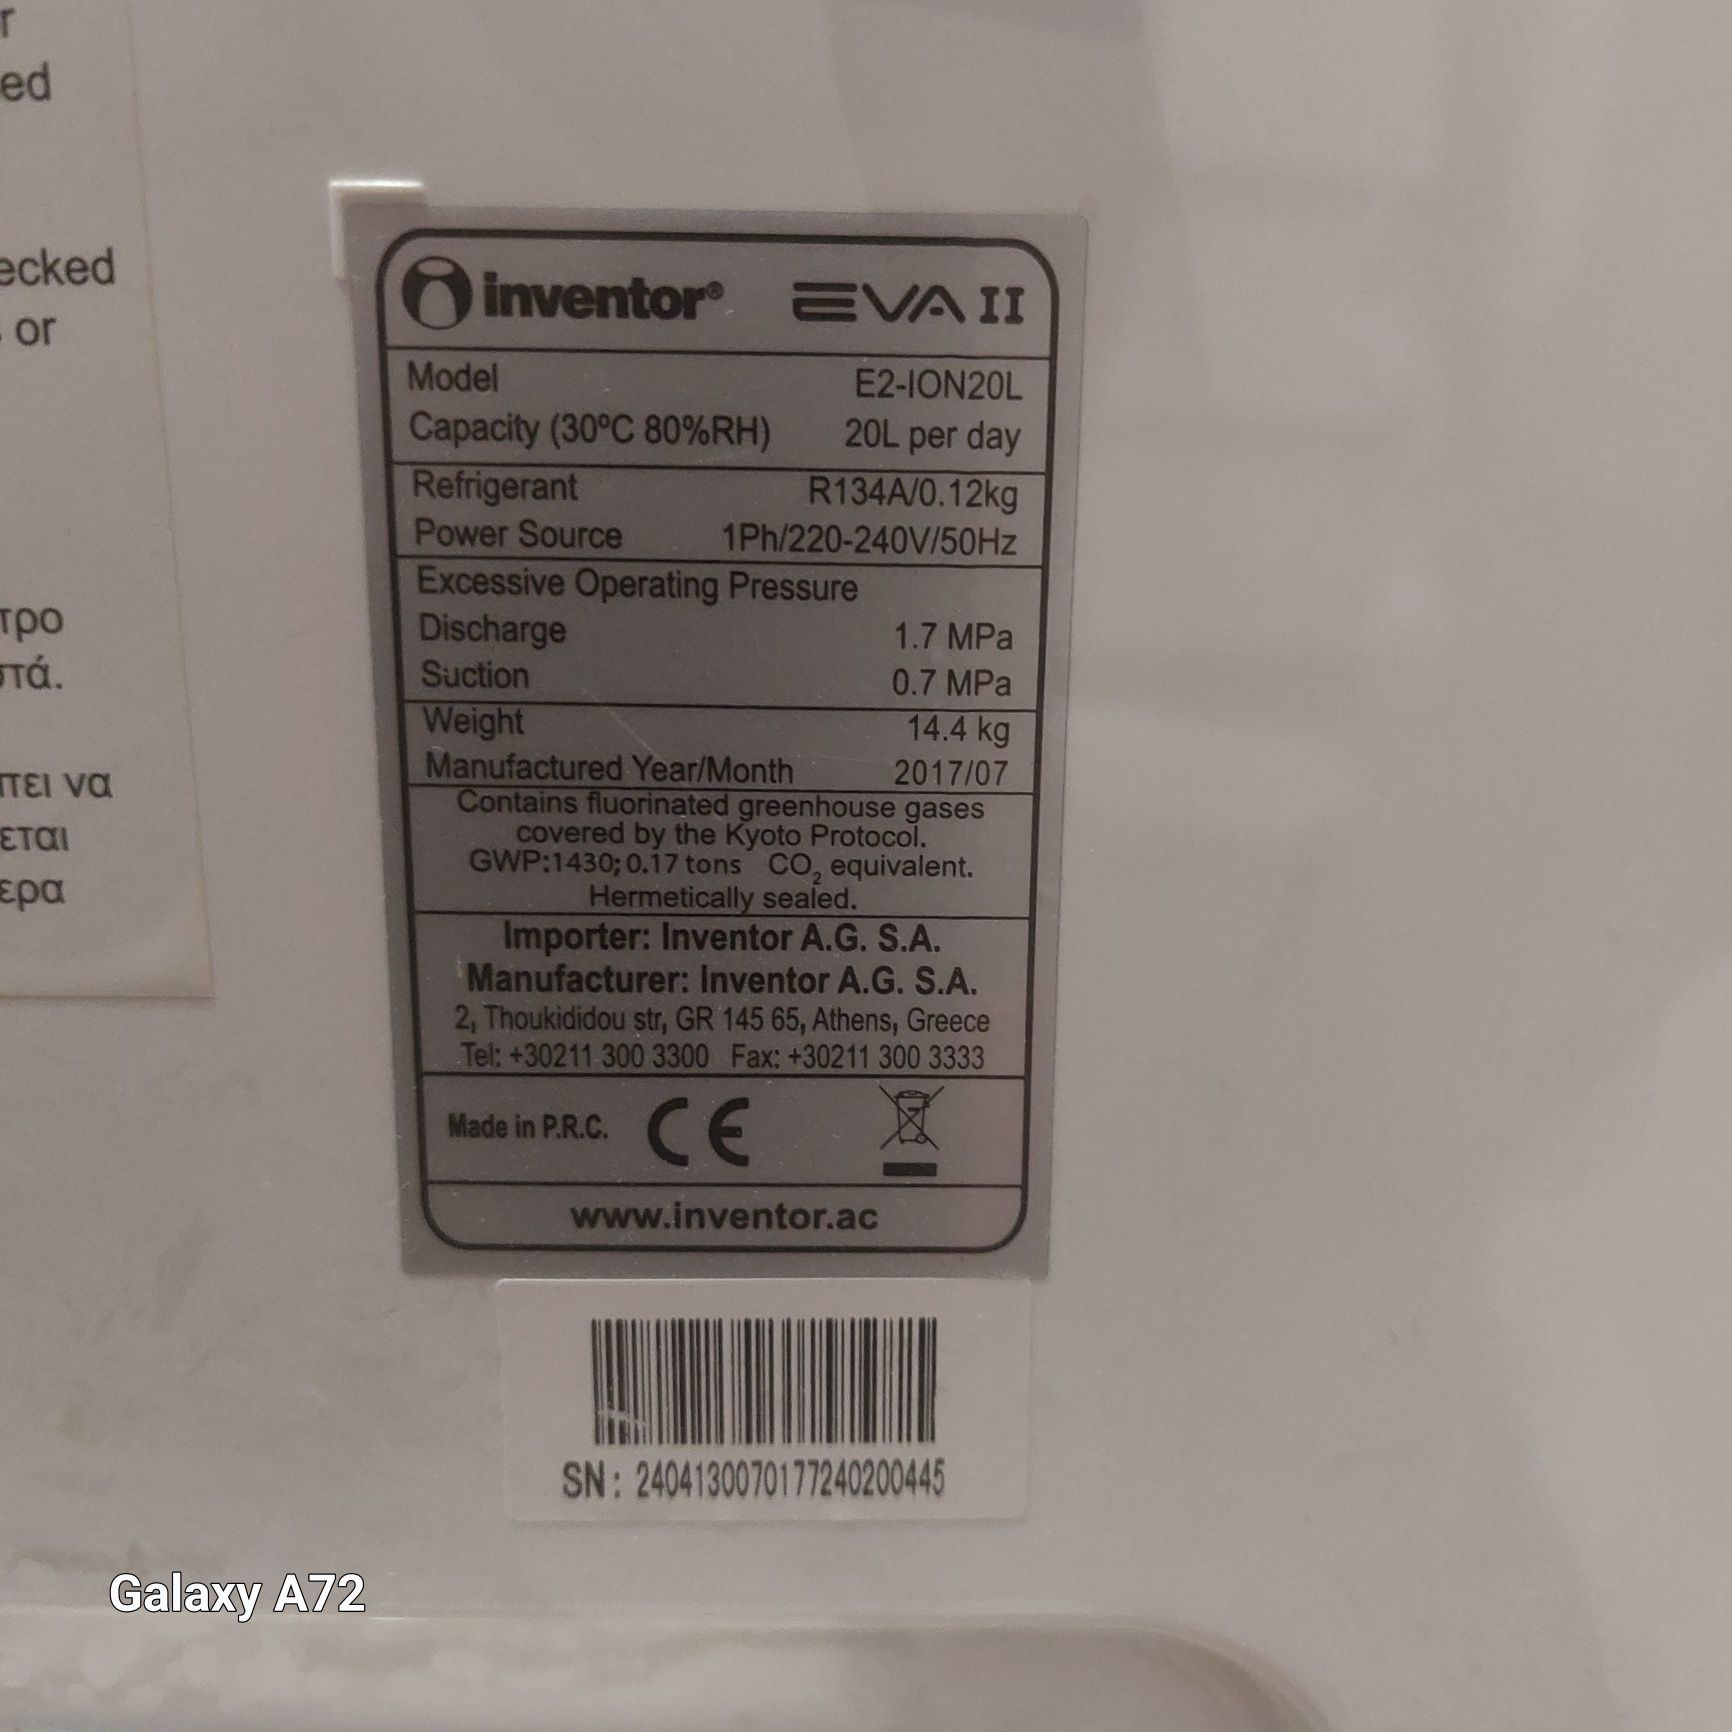 r
ed
ecked
s or
τρο
στά.
πει να
εται
ερα
inventor® EVA II
Model E2-ION20L
Capacity (30ºC 80%RH) 20L per day
Refrigerant R134A/0.12kg
Power Source 1Ph/220-240V/50Hz
Excessive Operating Pressure
Discharge 1.7 MPa
Suction 0.7 MPa
Weight 14.4 kg
Manufactured Year/Month 2017/07
Contains fluorinated greenhouse gases
covered by the Kyoto Protocol.
GWP:1430; 0.17 tons CO₂ equivalent.
Hermetically sealed.
Importer: Inventor A.G. S.A.
Manufacturer: Inventor A.G. S.A.
2, Thoukididou str, GR 145 65, Athens, Greece
Tel: +30211 300 3300 Fax: +30211 300 3333
Made in P.R.C. CE
www.inventor.ac
SN: 2404130070177240200445
Galaxy A72